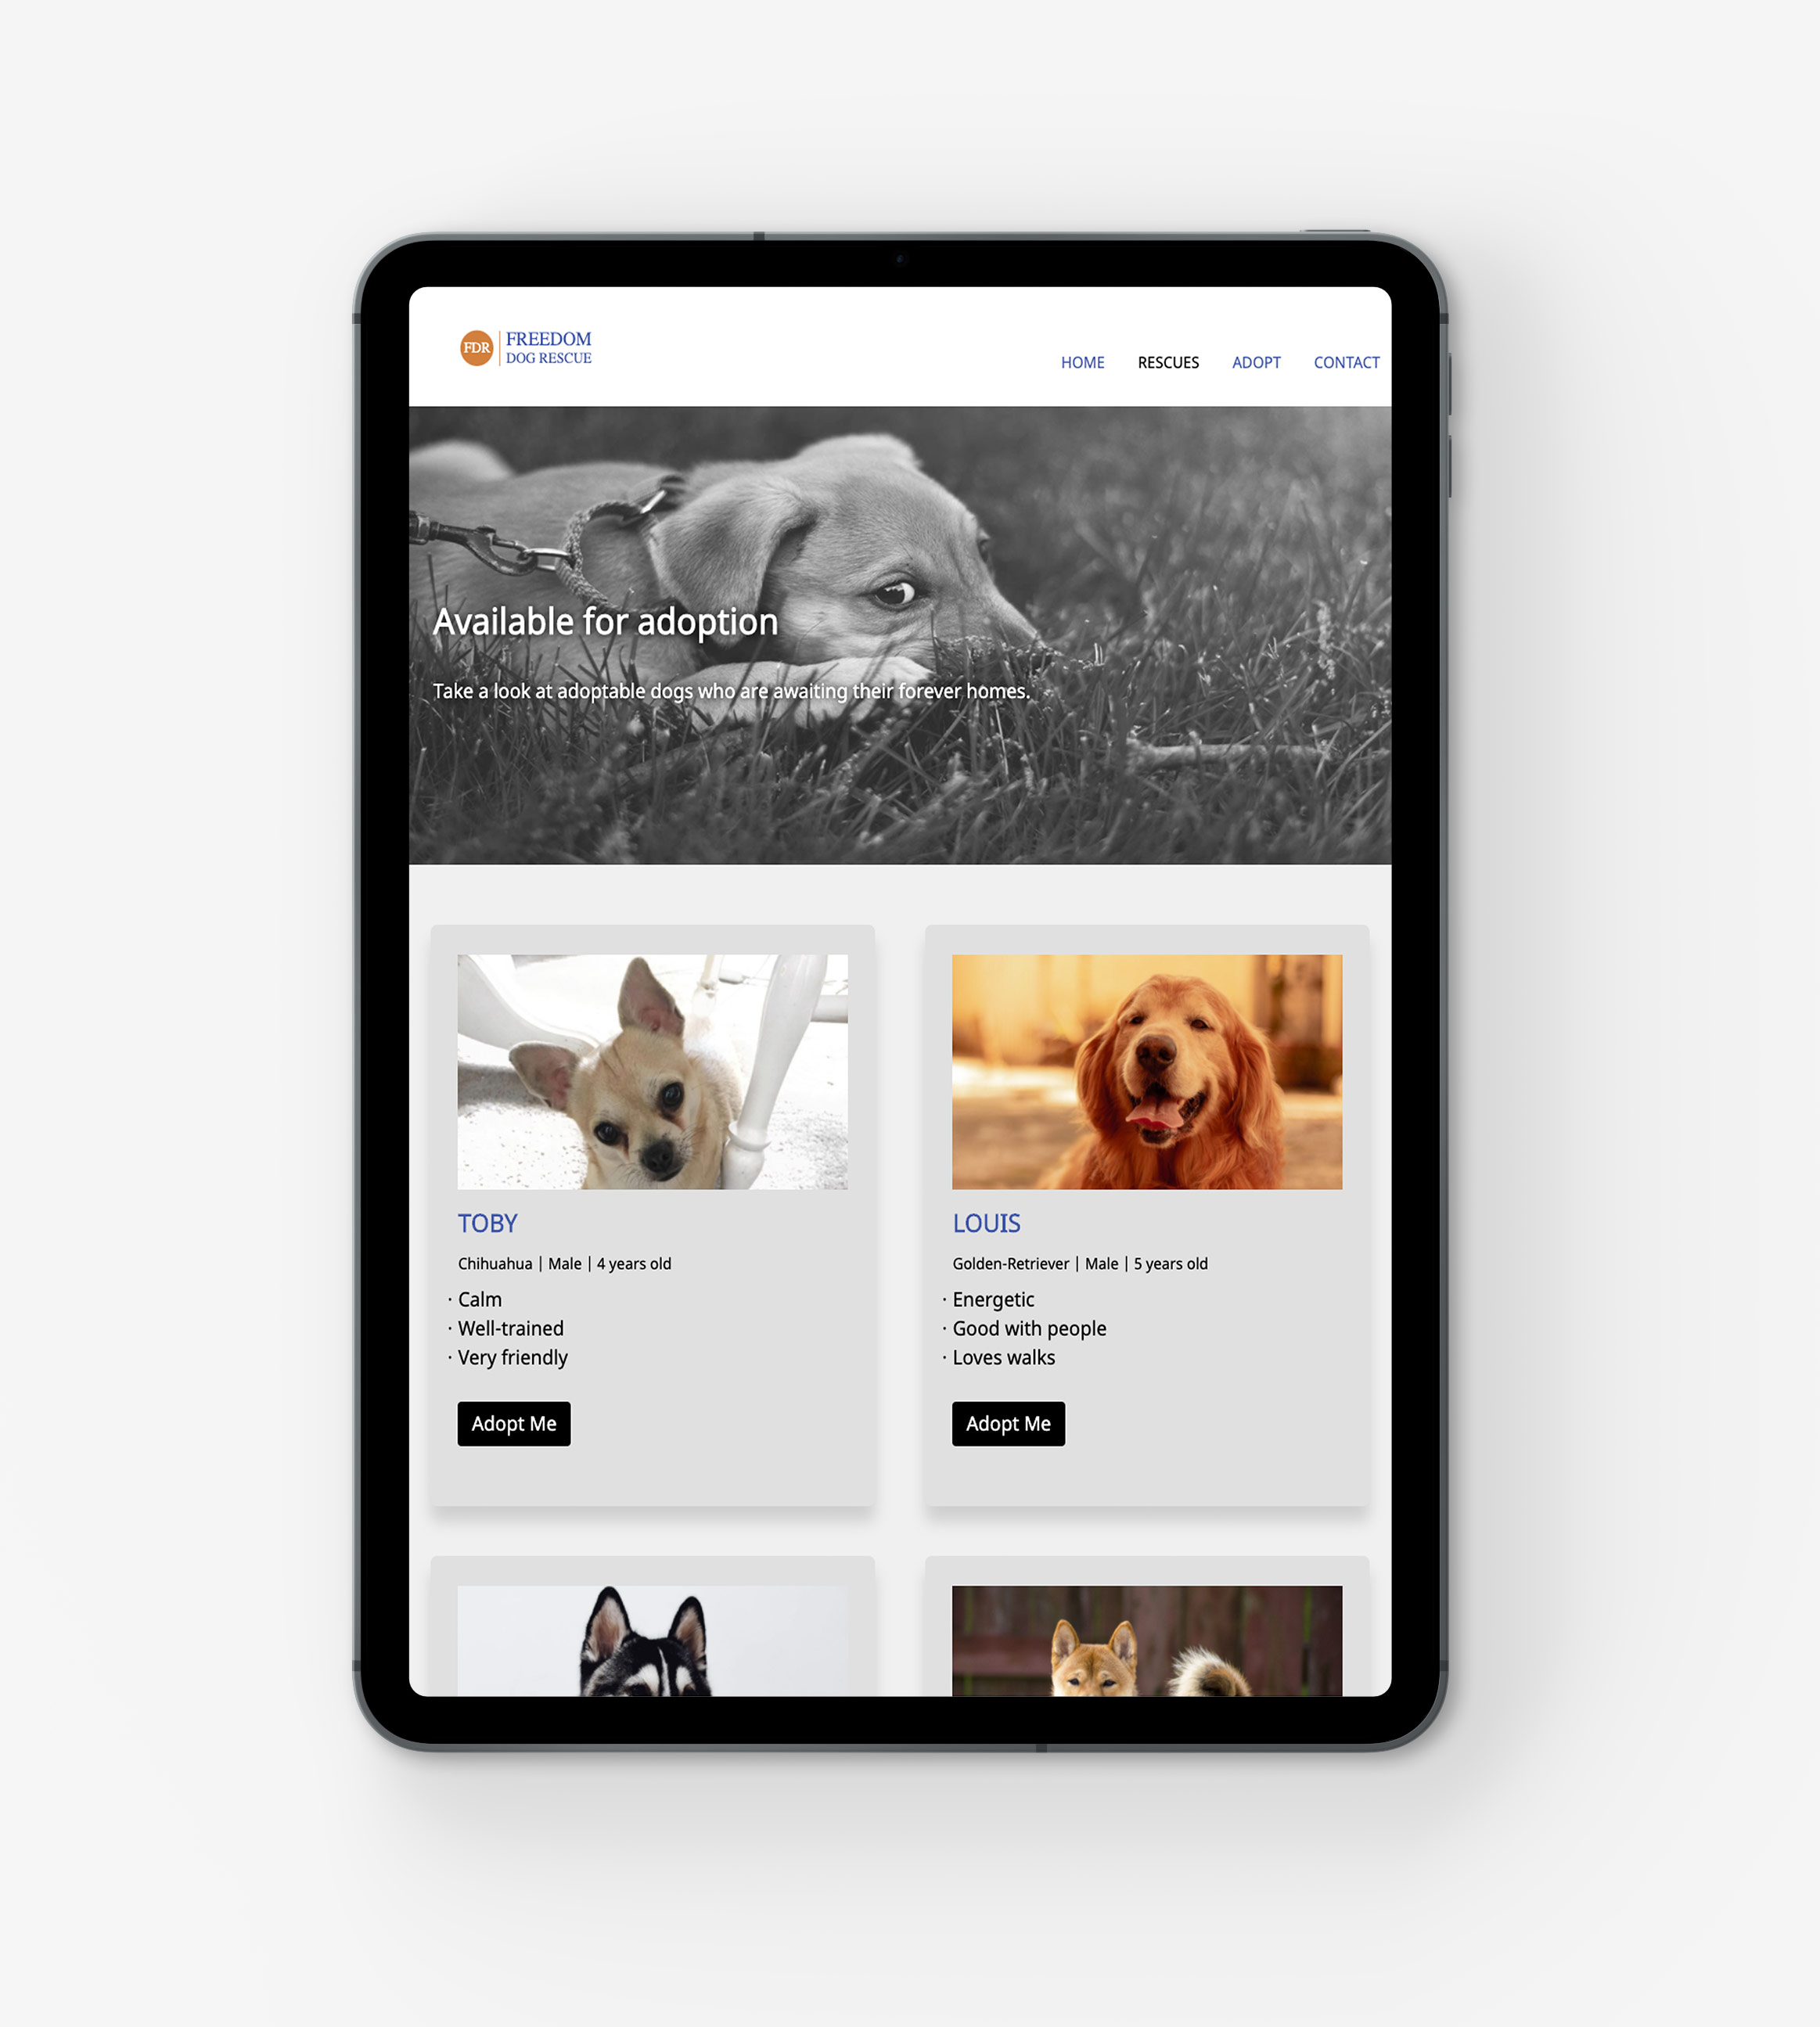 FDR
FREEDOM
DOG RESCUE
HOME RESCUES ADOPT CONTACT
Available for adoption
Take a look at adoptable dogs who are awaiting their forever homes.
TOBY
Chihuahua | Male | 4 years old
· Calm
· Well-trained
· Very friendly
Adopt Me
LOUIS
Golden-Retriever | Male | 5 years old
· Energetic
· Good with people
· Loves walks
Adopt Me